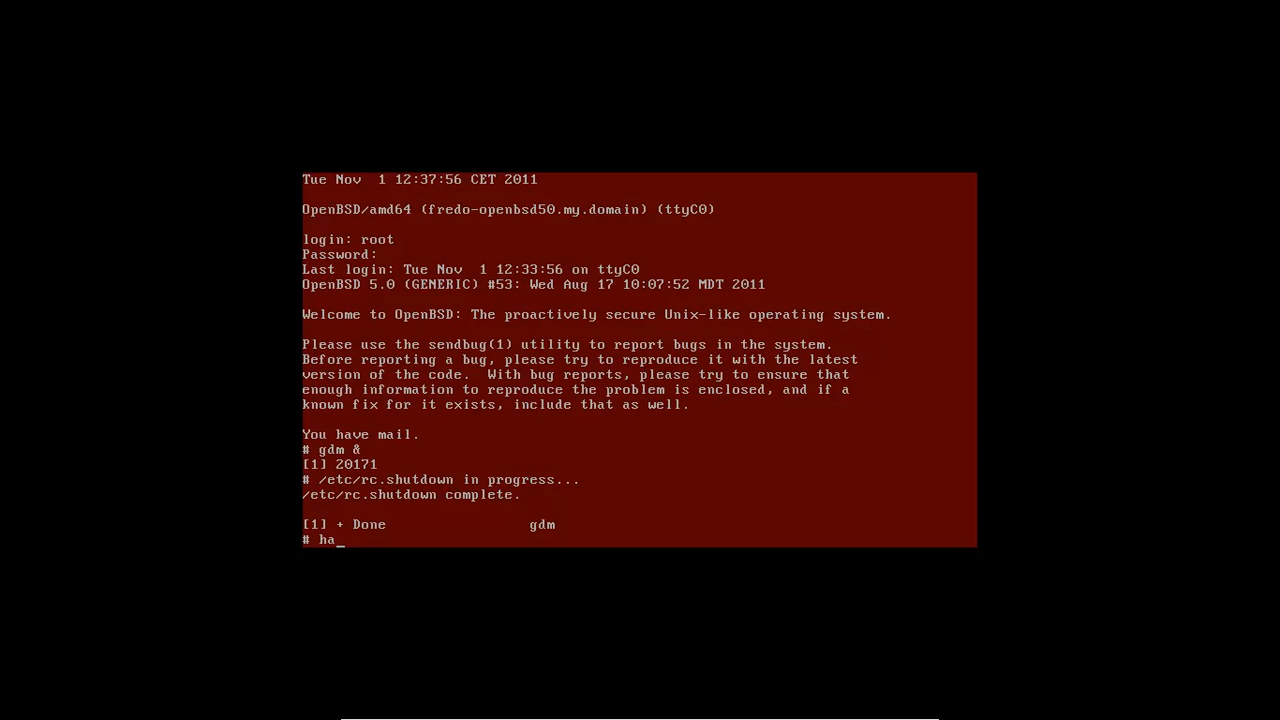 Tue Nov  1 12:37:56 CET 2011
OpenBSD/amd64 (fredo-openbsd50.my.domain) (ttyC0)
login: root
Password:
Last login: Tue Nov  1 12:33:56 on ttyC0
OpenBSD 5.0 (GENERIC) #53: Wed Aug 17 10:07:52 MDT 2011
Welcome to OpenBSD: The proactively secure Unix-like operating system.
Please use the sendbug(1) utility to report bugs in the system.
Before reporting a bug, please try to reproduce it with the latest
version of the code.  With bug reports, please try to ensure that
enough information to reproduce the problem is enclosed, and if a
known fix for it exists, include that as well.
You have mail.
# gdm &
[1] 20171
# /etc/rc.shutdown in progress...
/etc/rc.shutdown complete.
[1] + Done                 gdm
# ha_